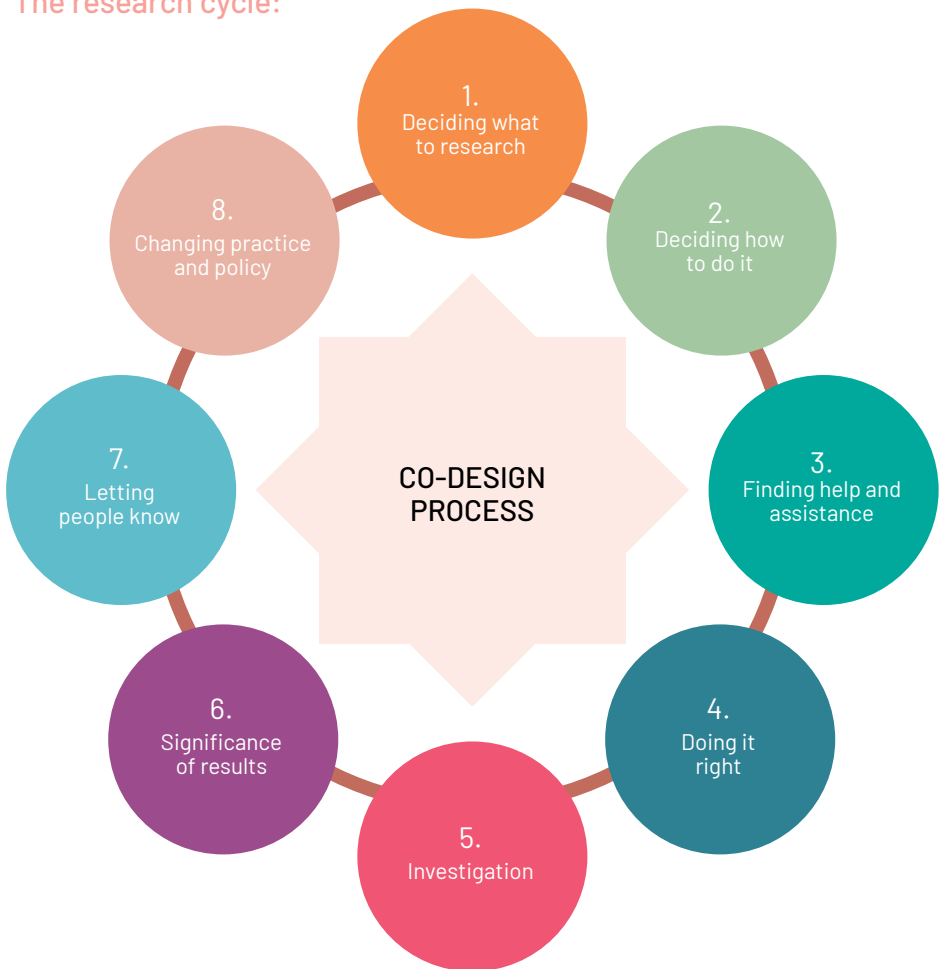 The research cycle:
1.
Deciding what
to research
2.
Deciding how
to do it
3.
Finding help and
assistance
4.
Doing it
right
5.
Investigation
6.
Significance
of results
7.
Letting
people know
8.
Changing practice
and policy
CO-DESIGN
PROCESS